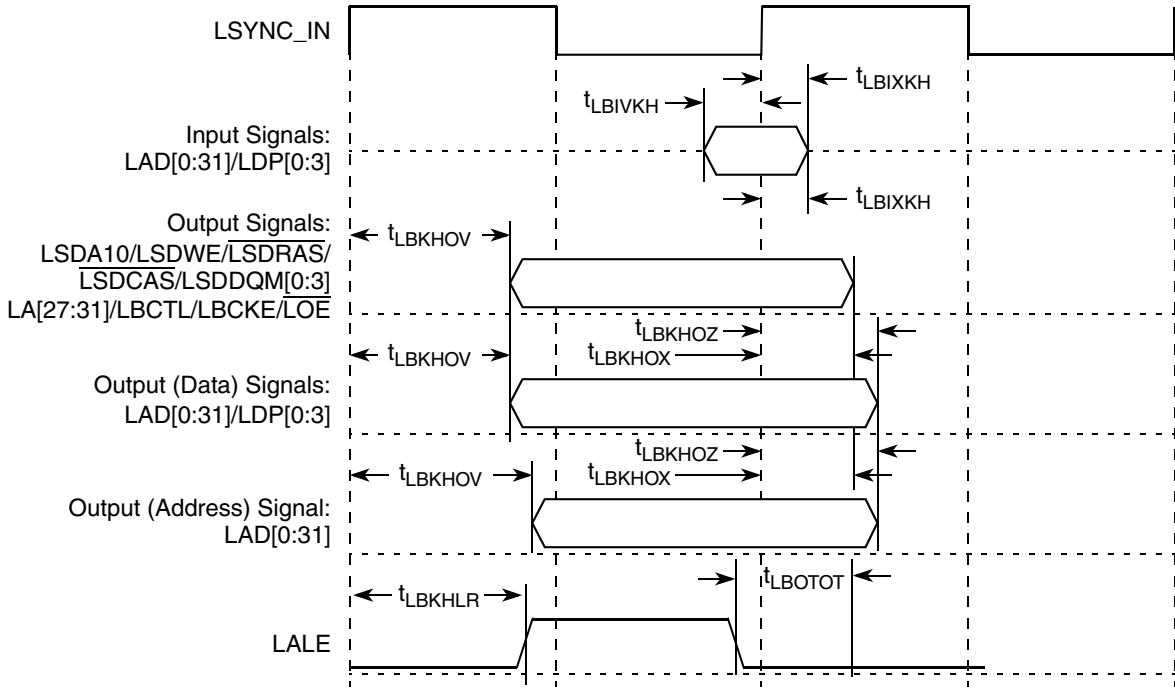 LSYNC_IN
tLBIXKH
tLBIVKH
Input Signals:
LAD[0:31]/LDP[0:3]
tLBIXKH
Output Signals:
LSDA10/LSDWE/LSDRAS/
LSDCAS/LSDDQM[0:3]
LA[27:31]/LBCTL/LBCKE/LOE
tLBKHOV
tLBKHOZ
tLBKHOV
tLBKHOX
Output (Data) Signals:
LAD[0:31]/LDP[0:3]
tLBKHOZ
tLBKHOV
tLBKHOX
Output (Address) Signal:
LAD[0:31]
tLBOTOT
tLBKHLR
LALE